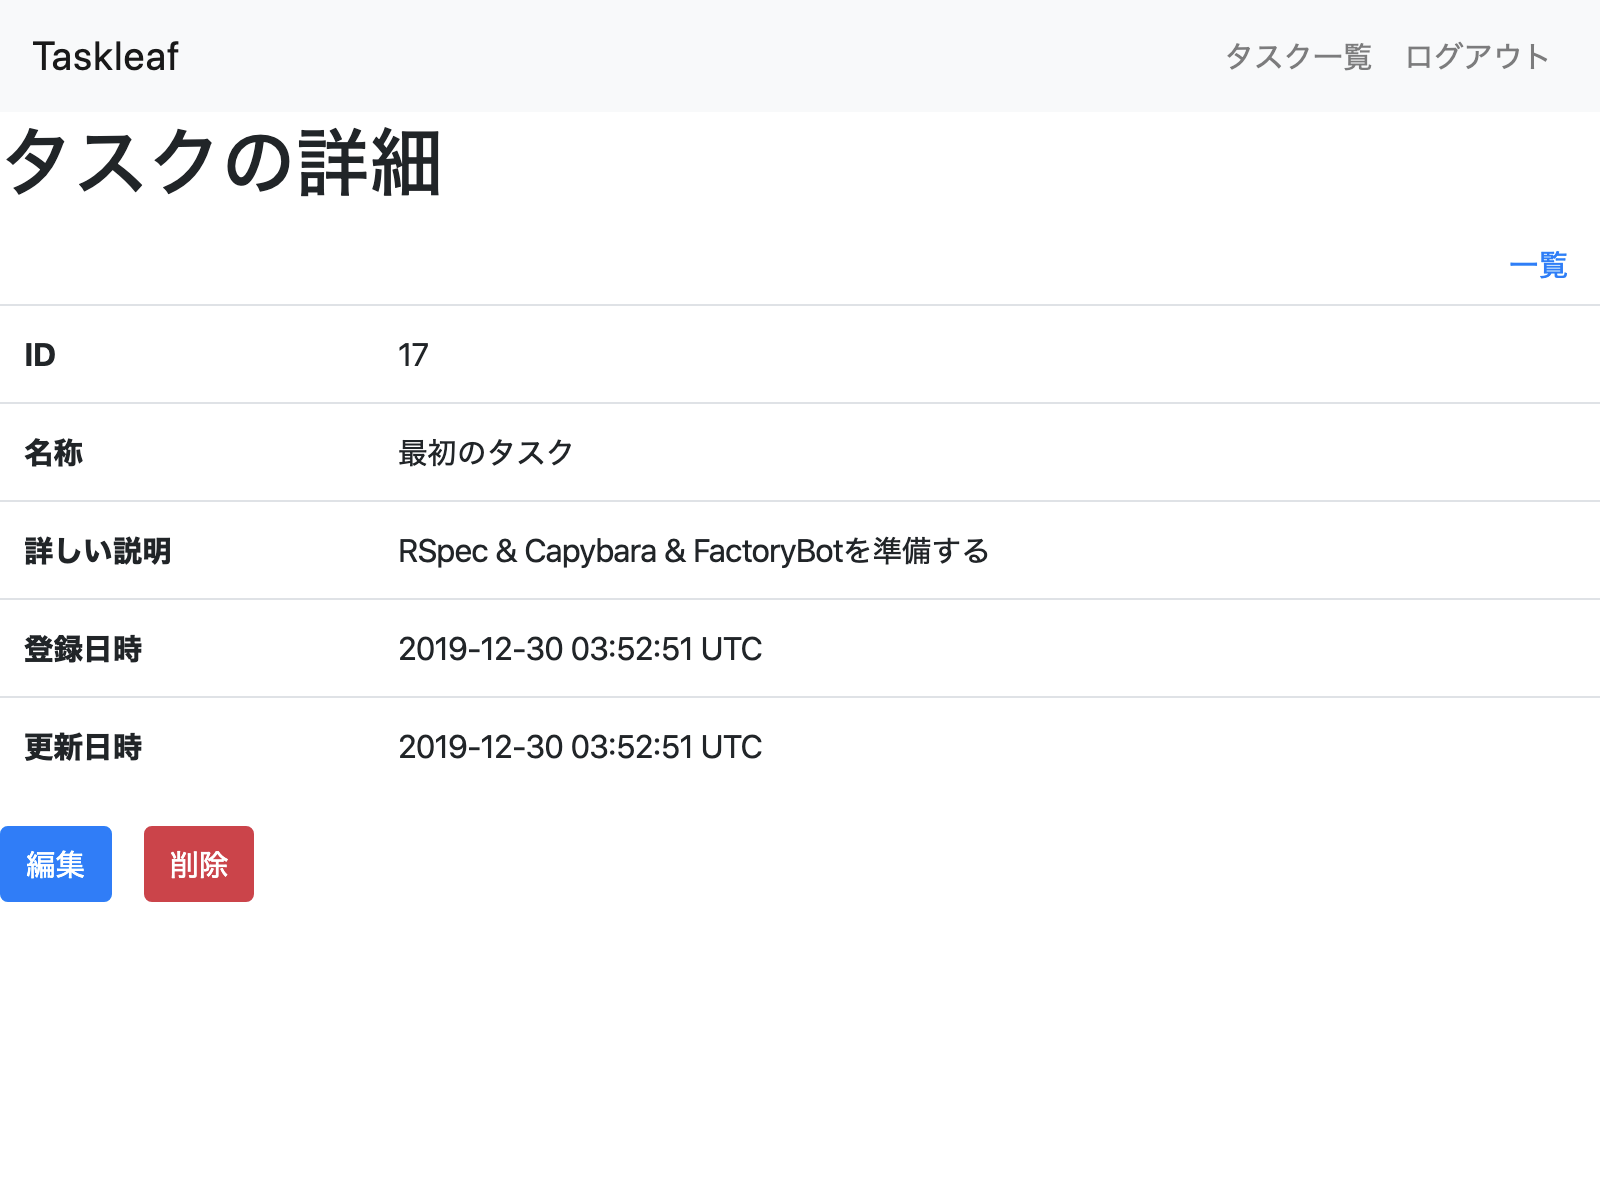 Taskleaf タスク一覧 ログアウト
タスクの詳細
一覧
ID 17
名称 最初のタスク
詳しい説明 RSpec & Capybara & FactoryBotを準備する
登録日時 2019-12-30 03:52:51 UTC
更新日時 2019-12-30 03:52:51 UTC
編集 削除